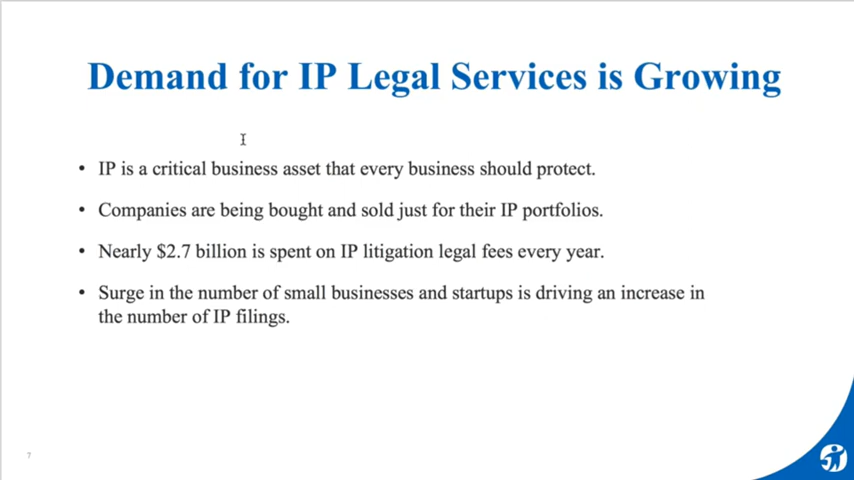 Demand for IP Legal Services is Growing
• IP is a critical business asset that every business should protect.
• Companies are being bought and sold just for their IP portfolios.
• Nearly $2.7 billion is spent on IP litigation legal fees every year.
• Surge in the number of small businesses and startups is driving an increase in
the number of IP filings.
7